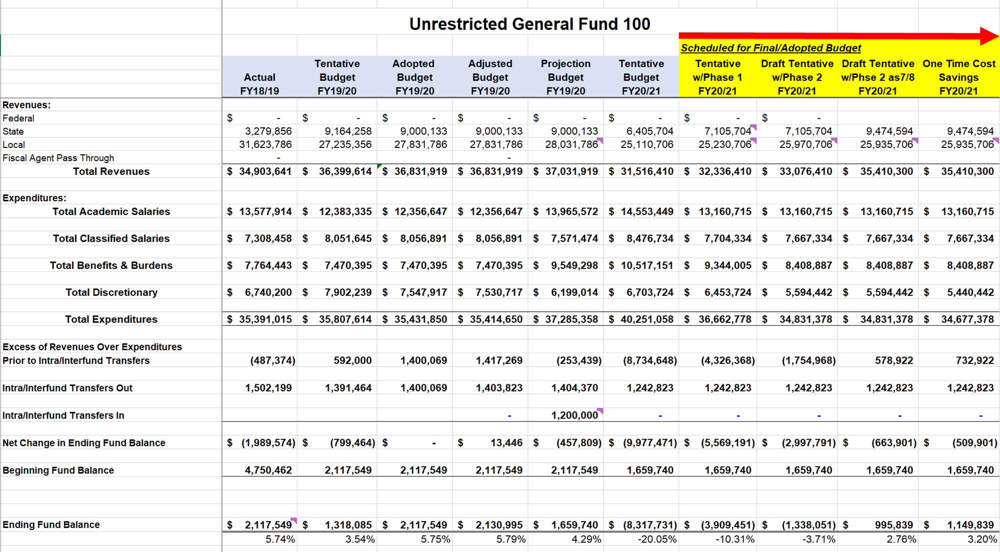 Unrestricted General Fund 100
Scheduled for Final/Adopted Budget
Tentative Adopted Adjusted Projection Tentative Tentative Draft Tentative Draft Tentative One Time Cost
Actual Budget Budget Budget Budget Budget w/Phase 1 w/Phase 2 w/Phse 2 as7/8 Savings
FY18/19 FY19/20 FY19/20 FY19/20 FY19/20 FY20/21 FY20/21 FY20/21 FY20/21 FY20/21
Revenues:
Federal $ - $ - $ - $ - $ - $ - $ - $ -
State 3,279,856 9,164,258 9,000,133 9,000,133 9,000,133 6,405,704 7,105,704 7,105,704 9,474,594 9,474,594
Local 31,623,786 27,235,356 27,831,786 27,831,786 28,031,786 25,110,706 25,230,706 25,970,706 25,935,706 25,935,706
Fiscal Agent Pass Through - -
Total Revenues $ 34,903,641 $ 36,399,614 $ 36,831,919 $ 36,831,919 $ 37,031,919 $ 31,516,410 $ 32,336,410 $ 33,076,410 $ 35,410,300 $ 35,410,300
Expenditures:
Total Academic Salaries $ 13,577,914 $ 12,383,335 $ 12,356,647 $ 12,356,647 $ 13,965,572 $ 14,553,449 $ 13,160,715 $ 13,160,715 $ 13,160,715 $ 13,160,715
Total Classified Salaries $ 7,308,458 $ 8,051,645 $ 8,056,891 $ 8,056,891 $ 7,571,474 $ 8,476,734 $ 7,704,334 $ 7,667,334 $ 7,667,334 $ 7,667,334
Total Benefits & Burdens $ 7,764,443 $ 7,470,395 $ 7,470,395 $ 7,470,395 $ 9,549,298 $ 10,517,151 $ 9,344,005 $ 8,408,887 $ 8,408,887 $ 8,408,887
Total Discretionary $ 6,740,200 $ 7,902,239 $ 7,547,917 $ 7,530,717 $ 6,199,014 $ 6,703,724 $ 6,453,724 $ 5,594,442 $ 5,594,442 $ 5,440,442
Total Expenditures $ 35,391,015 $ 35,807,614 $ 35,431,850 $ 35,414,650 $ 37,285,358 $ 40,251,058 $ 36,662,778 $ 34,831,378 $ 34,831,378 $ 34,677,378
Excess of Revenues Over Expenditures
Prior to Intra/Interfund Transfers (487,374) 592,000 1,400,069 1,417,269 (253,439) (8,734,648) (4,326,368) (1,754,968) 578,922 732,922
Intra/Interfund Transfers Out 1,502,199 1,391,464 1,400,069 1,403,823 1,404,370 1,242,823 1,242,823 1,242,823 1,242,823 1,242,823
Intra/Interfund Transfers In - 1,200,000 - - - - -
Net Change in Ending Fund Balance $ (1,989,574) $ (799,464) $ - $ 13,446 $ (457,809) $ (9,977,471) $ (5,569,191) $ (2,997,791) $ (663,901) $ (509,901)
Beginning Fund Balance 4,750,462 2,117,549 2,117,549 2,117,549 2,117,549 1,659,740 1,659,740 1,659,740 1,659,740 1,659,740
Ending Fund Balance $ 2,117,549 $ 1,318,085 $ 2,117,549 $ 2,130,995 $ 1,659,740 $ (8,317,731) $ (3,909,451) $ (1,338,051) $ 995,839 $ 1,149,839
5.74% 3.54% 5.75% 5.79% 4.29% -20.05% -10.31% -3.71% 2.76% 3.20%